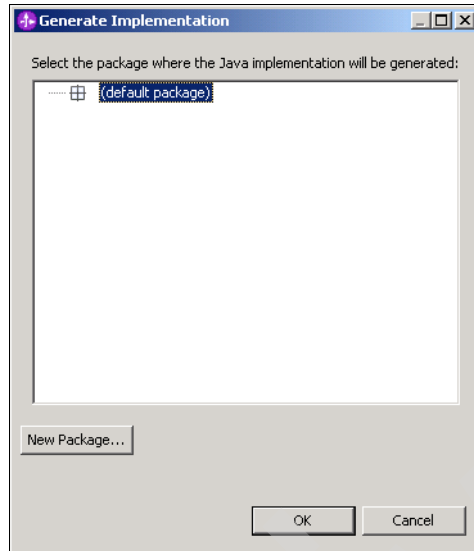 Generate Implementation
Select the package where the Java implementation will be generated:
(default package)
New Package...
OK
Cancel